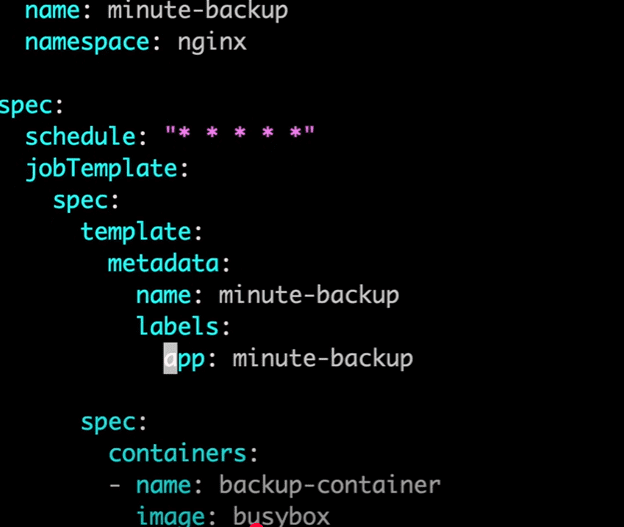 name: minute-backup
namespace: nginx
spec:
schedule: "* * * * *"
jobTemplate:
spec:
template:
metadata:
name: minute-backup
labels:
app: minute-backup
spec:
containers:
- name: backup-container
image: busybox